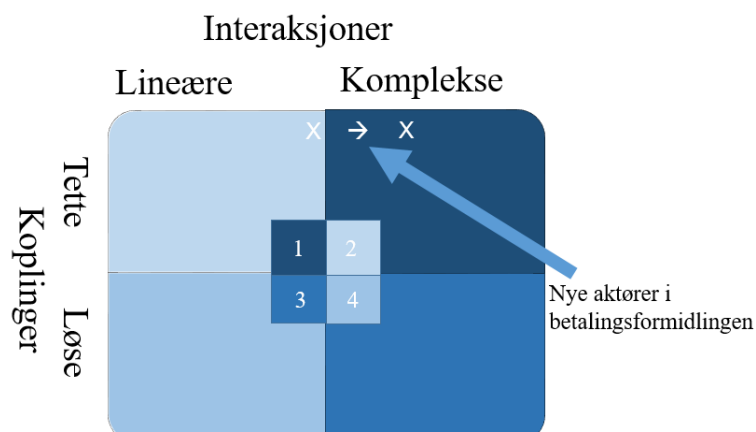 Interaksjoner
Lineære
Komplekse
X → X
Tette
Løse
Koplinger
1
2
3
4
Nye aktører i
betalingsformidlingen